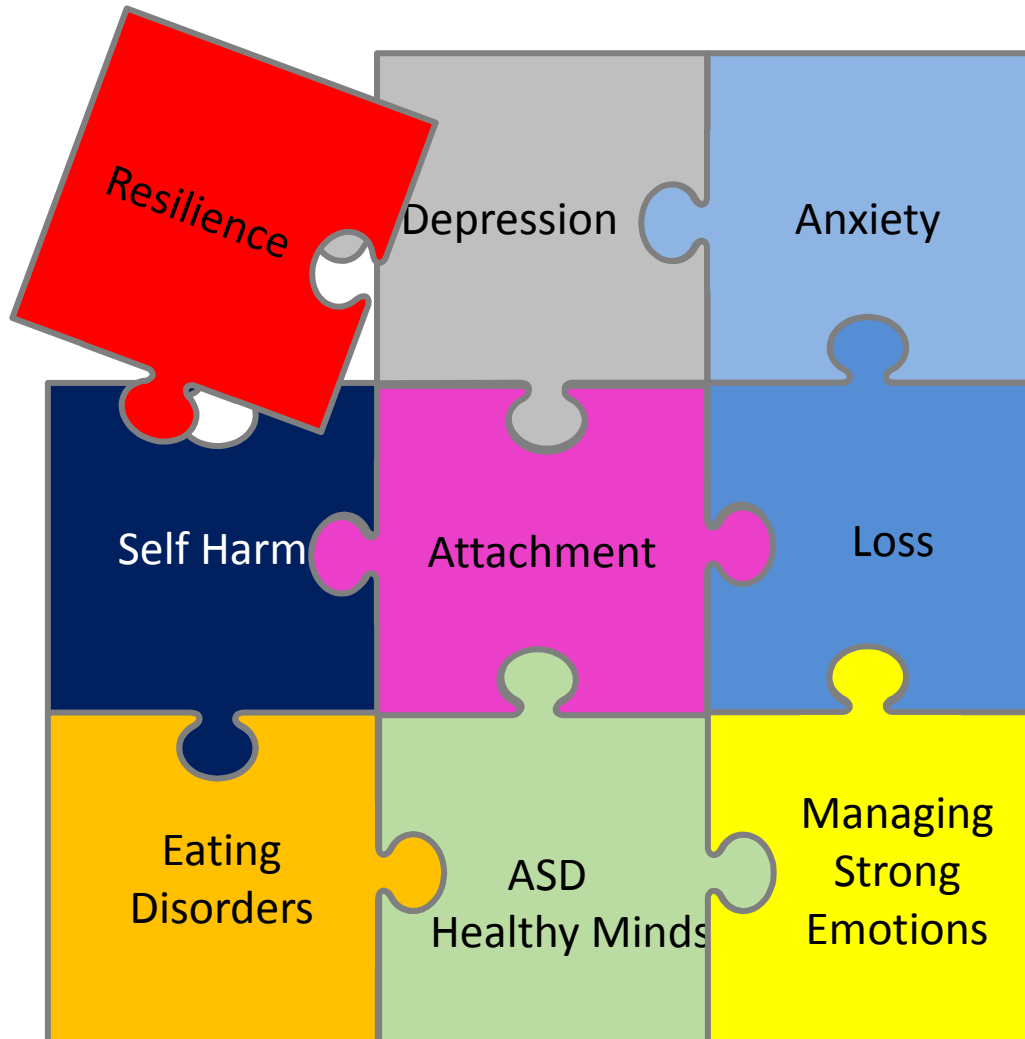 Resilience
Depression
Anxiety
Self Harm
Attachment
Loss
Eating
Disorders
ASD
Healthy Minds
Managing
Strong
Emotions